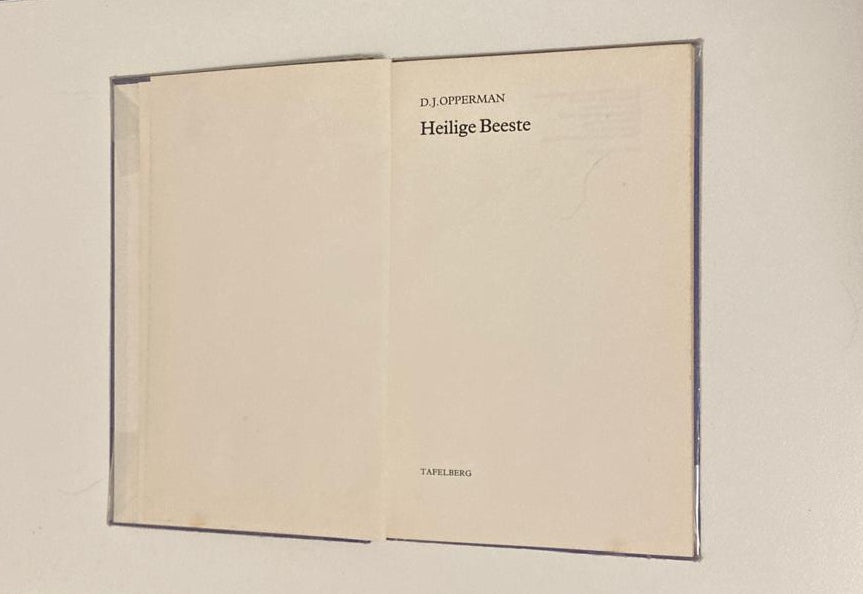 D.J.OPPERMAN
Heilige Beeste
TAFELBERG